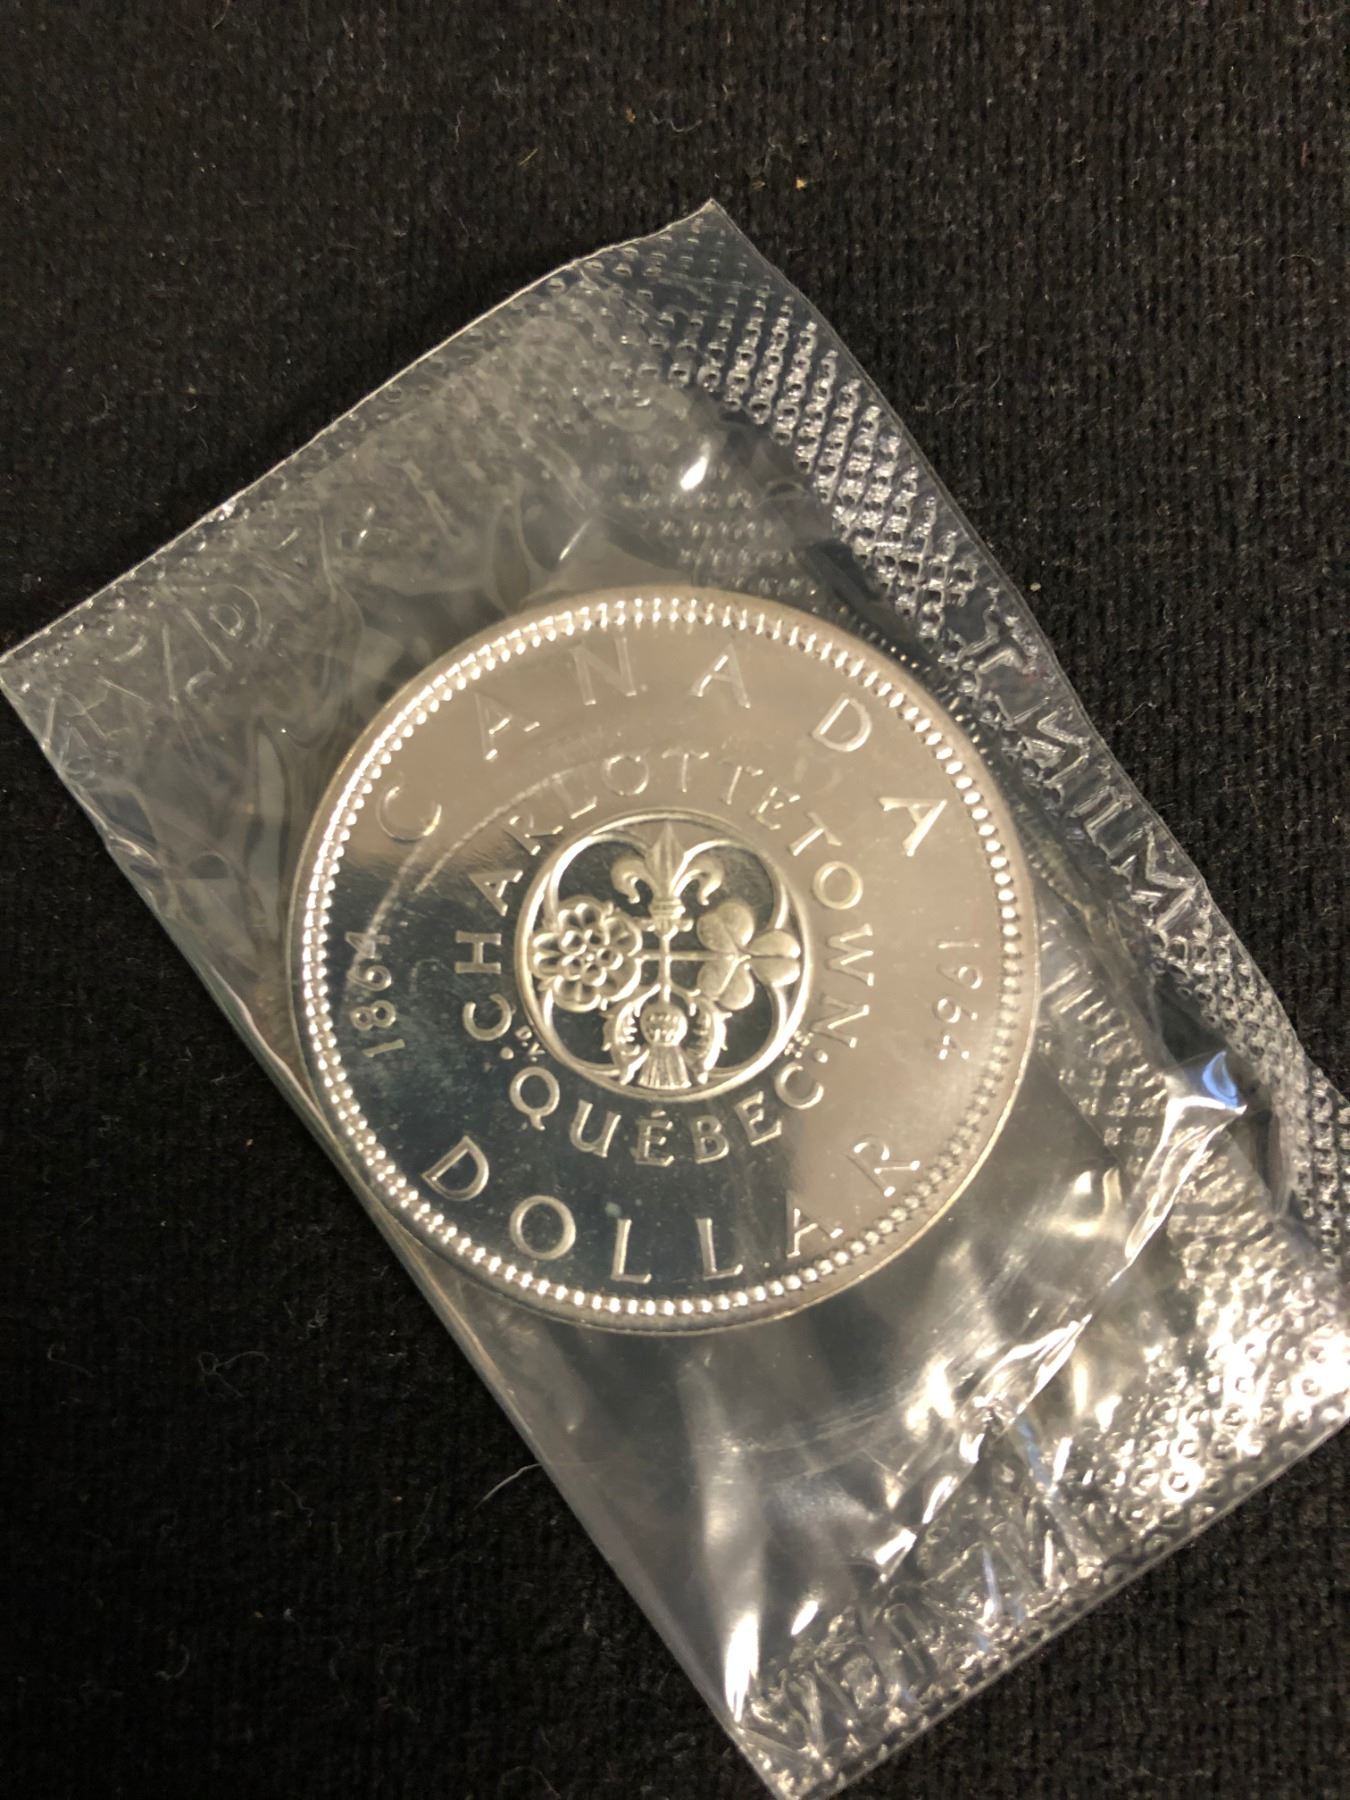 CANADA
CHARLOTTETOWN
1864
1964
D.V.
• QUÉBEC •
DOLLAR